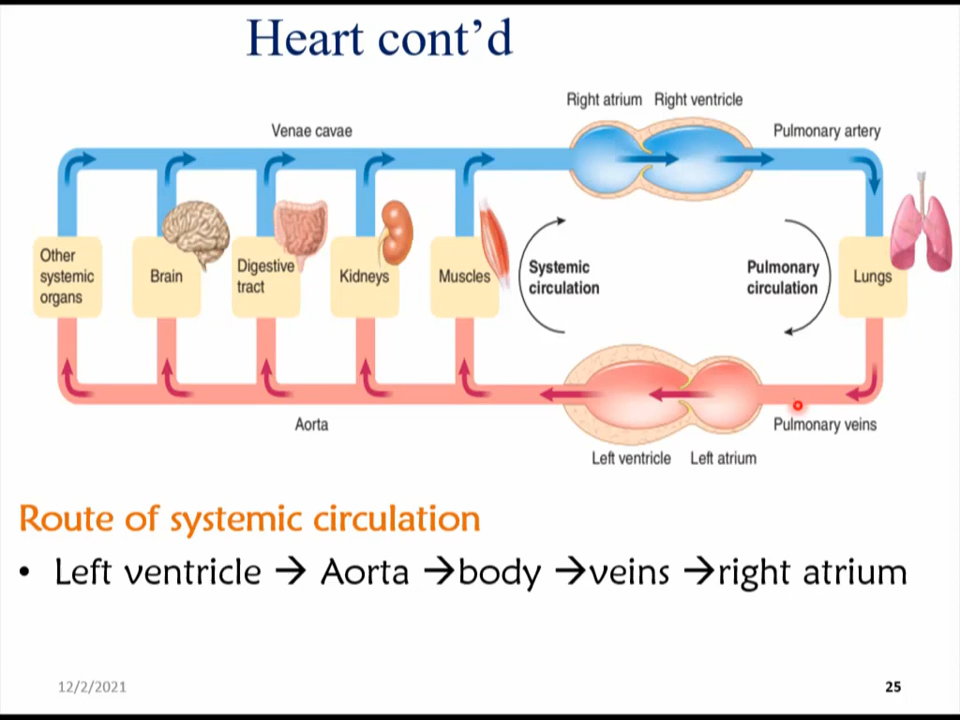 Heart cont’d
Right atrium Right ventricle
Venae cavae
Pulmonary artery
Other
systemic
organs
Brain
Digestive
tract
Kidneys
Muscles
Systemic
circulation
Pulmonary
circulation
Lungs
Aorta
Pulmonary veins
Left ventricle Left atrium
Route of systemic circulation
• Left ventricle → Aorta →body →veins →right atrium
12/2/2021
25